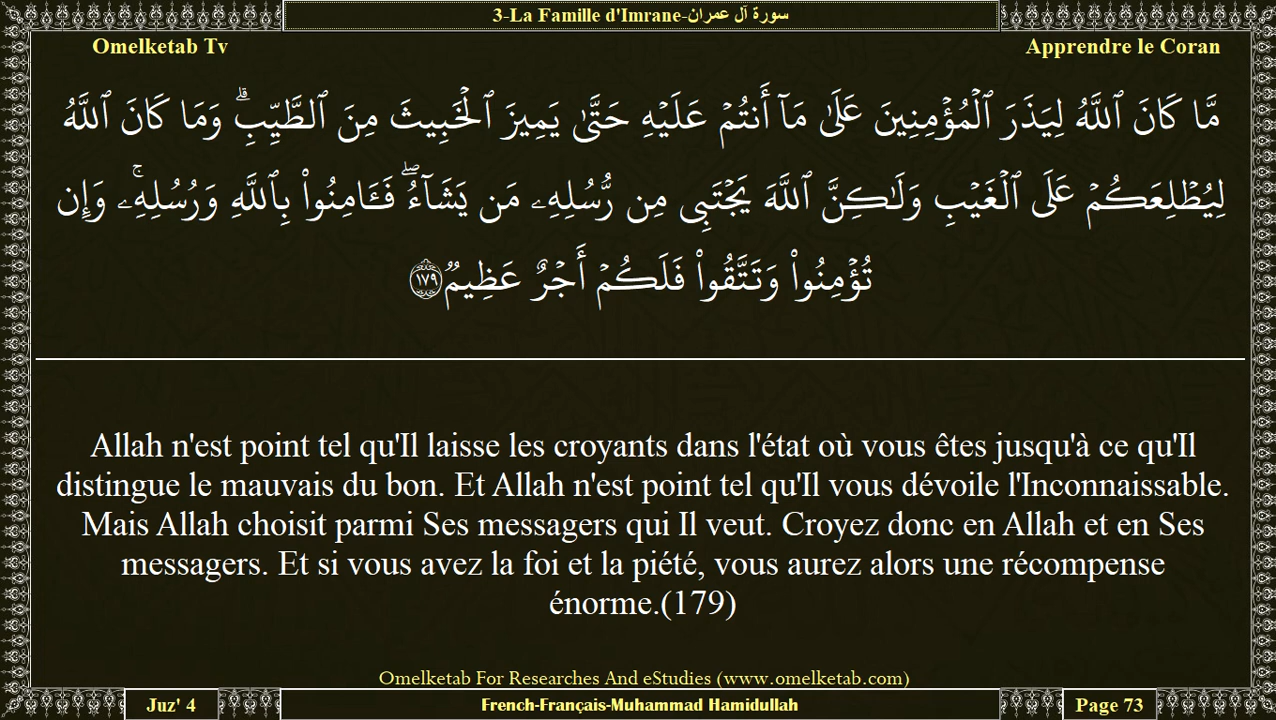 3-La Famille d'Imrane-سورة آل عمران
Omelketab Tv
Apprendre le Coran
مَّا كَانَ ٱللَّهُ لِيَذَرَ ٱلْمُؤْمِنِينَ عَلَىٰ مَآ أَنتُمْ عَلَيْهِ حَتَّىٰ يَمِيزَ ٱلْخَبِيثَ مِنَ ٱلطَّيِّبِ ۗ وَمَا كَانَ ٱللَّهُ
لِيُطْلِعَكُمْ عَلَى ٱلْغَيْبِ وَلَـٰكِنَّ ٱللَّهَ يَجْتَبِى مِن رُّسُلِهِۦ مَن يَشَآءُ ۖ فَـَٔامِنُوا۟ بِٱللَّهِ وَرُسُلِهِۦ ۚ وَإِن
تُؤْمِنُوا۟ وَتَتَّقُوا۟ فَلَكُمْ أَجْرٌ عَظِيمٌ ﴿١٧٩﴾
Allah n'est point tel qu'Il laisse les croyants dans l'état où vous êtes jusqu'à ce qu'Il
distingue le mauvais du bon. Et Allah n'est point tel qu'Il vous dévoile l'Inconnaissable.
Mais Allah choisit parmi Ses messagers qui Il veut. Croyez donc en Allah et en Ses
messagers. Et si vous avez la foi et la piété, vous aurez alors une récompense
énorme.(179)
Omelketab For Researches And eStudies (www.omelketab.com)
Juz' 4
French-Français-Muhammad Hamidullah
Page 73